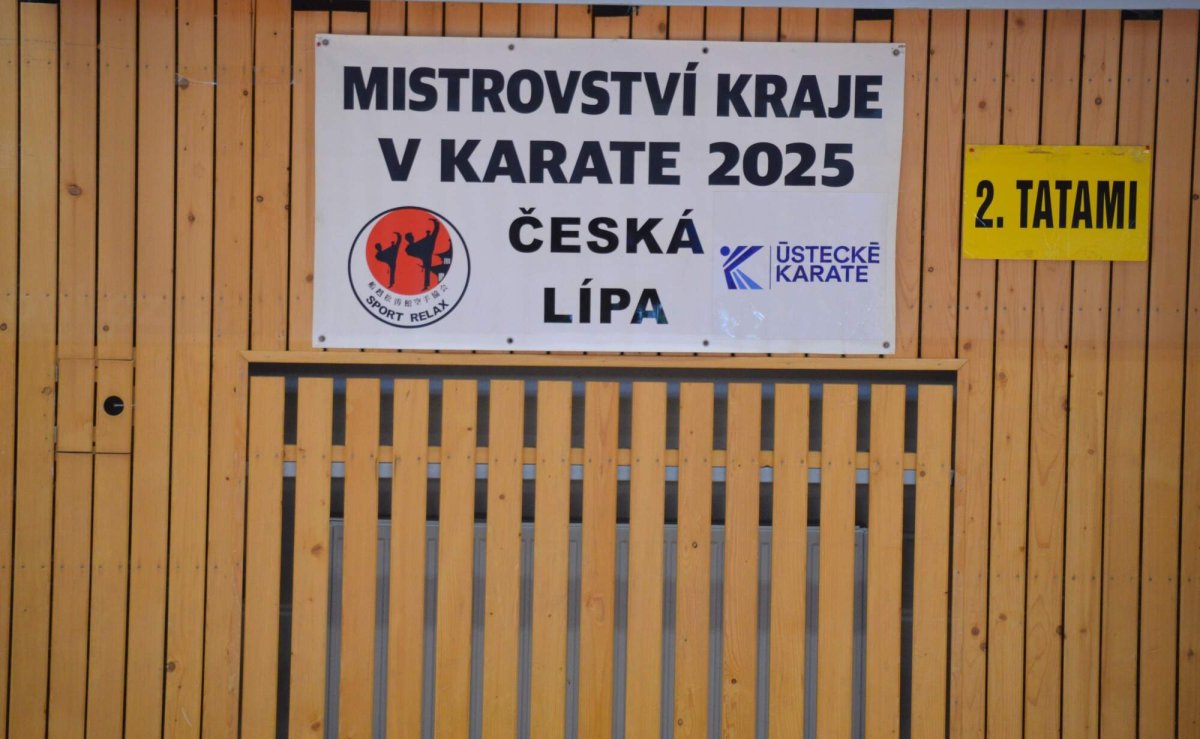 MISTROVSTVÍ KRAJE
V KARATE 2025
ČESKÁ
LÍPA
SPORT RELAX
ÚSTECKÉ
KARATE
2. TATAMI